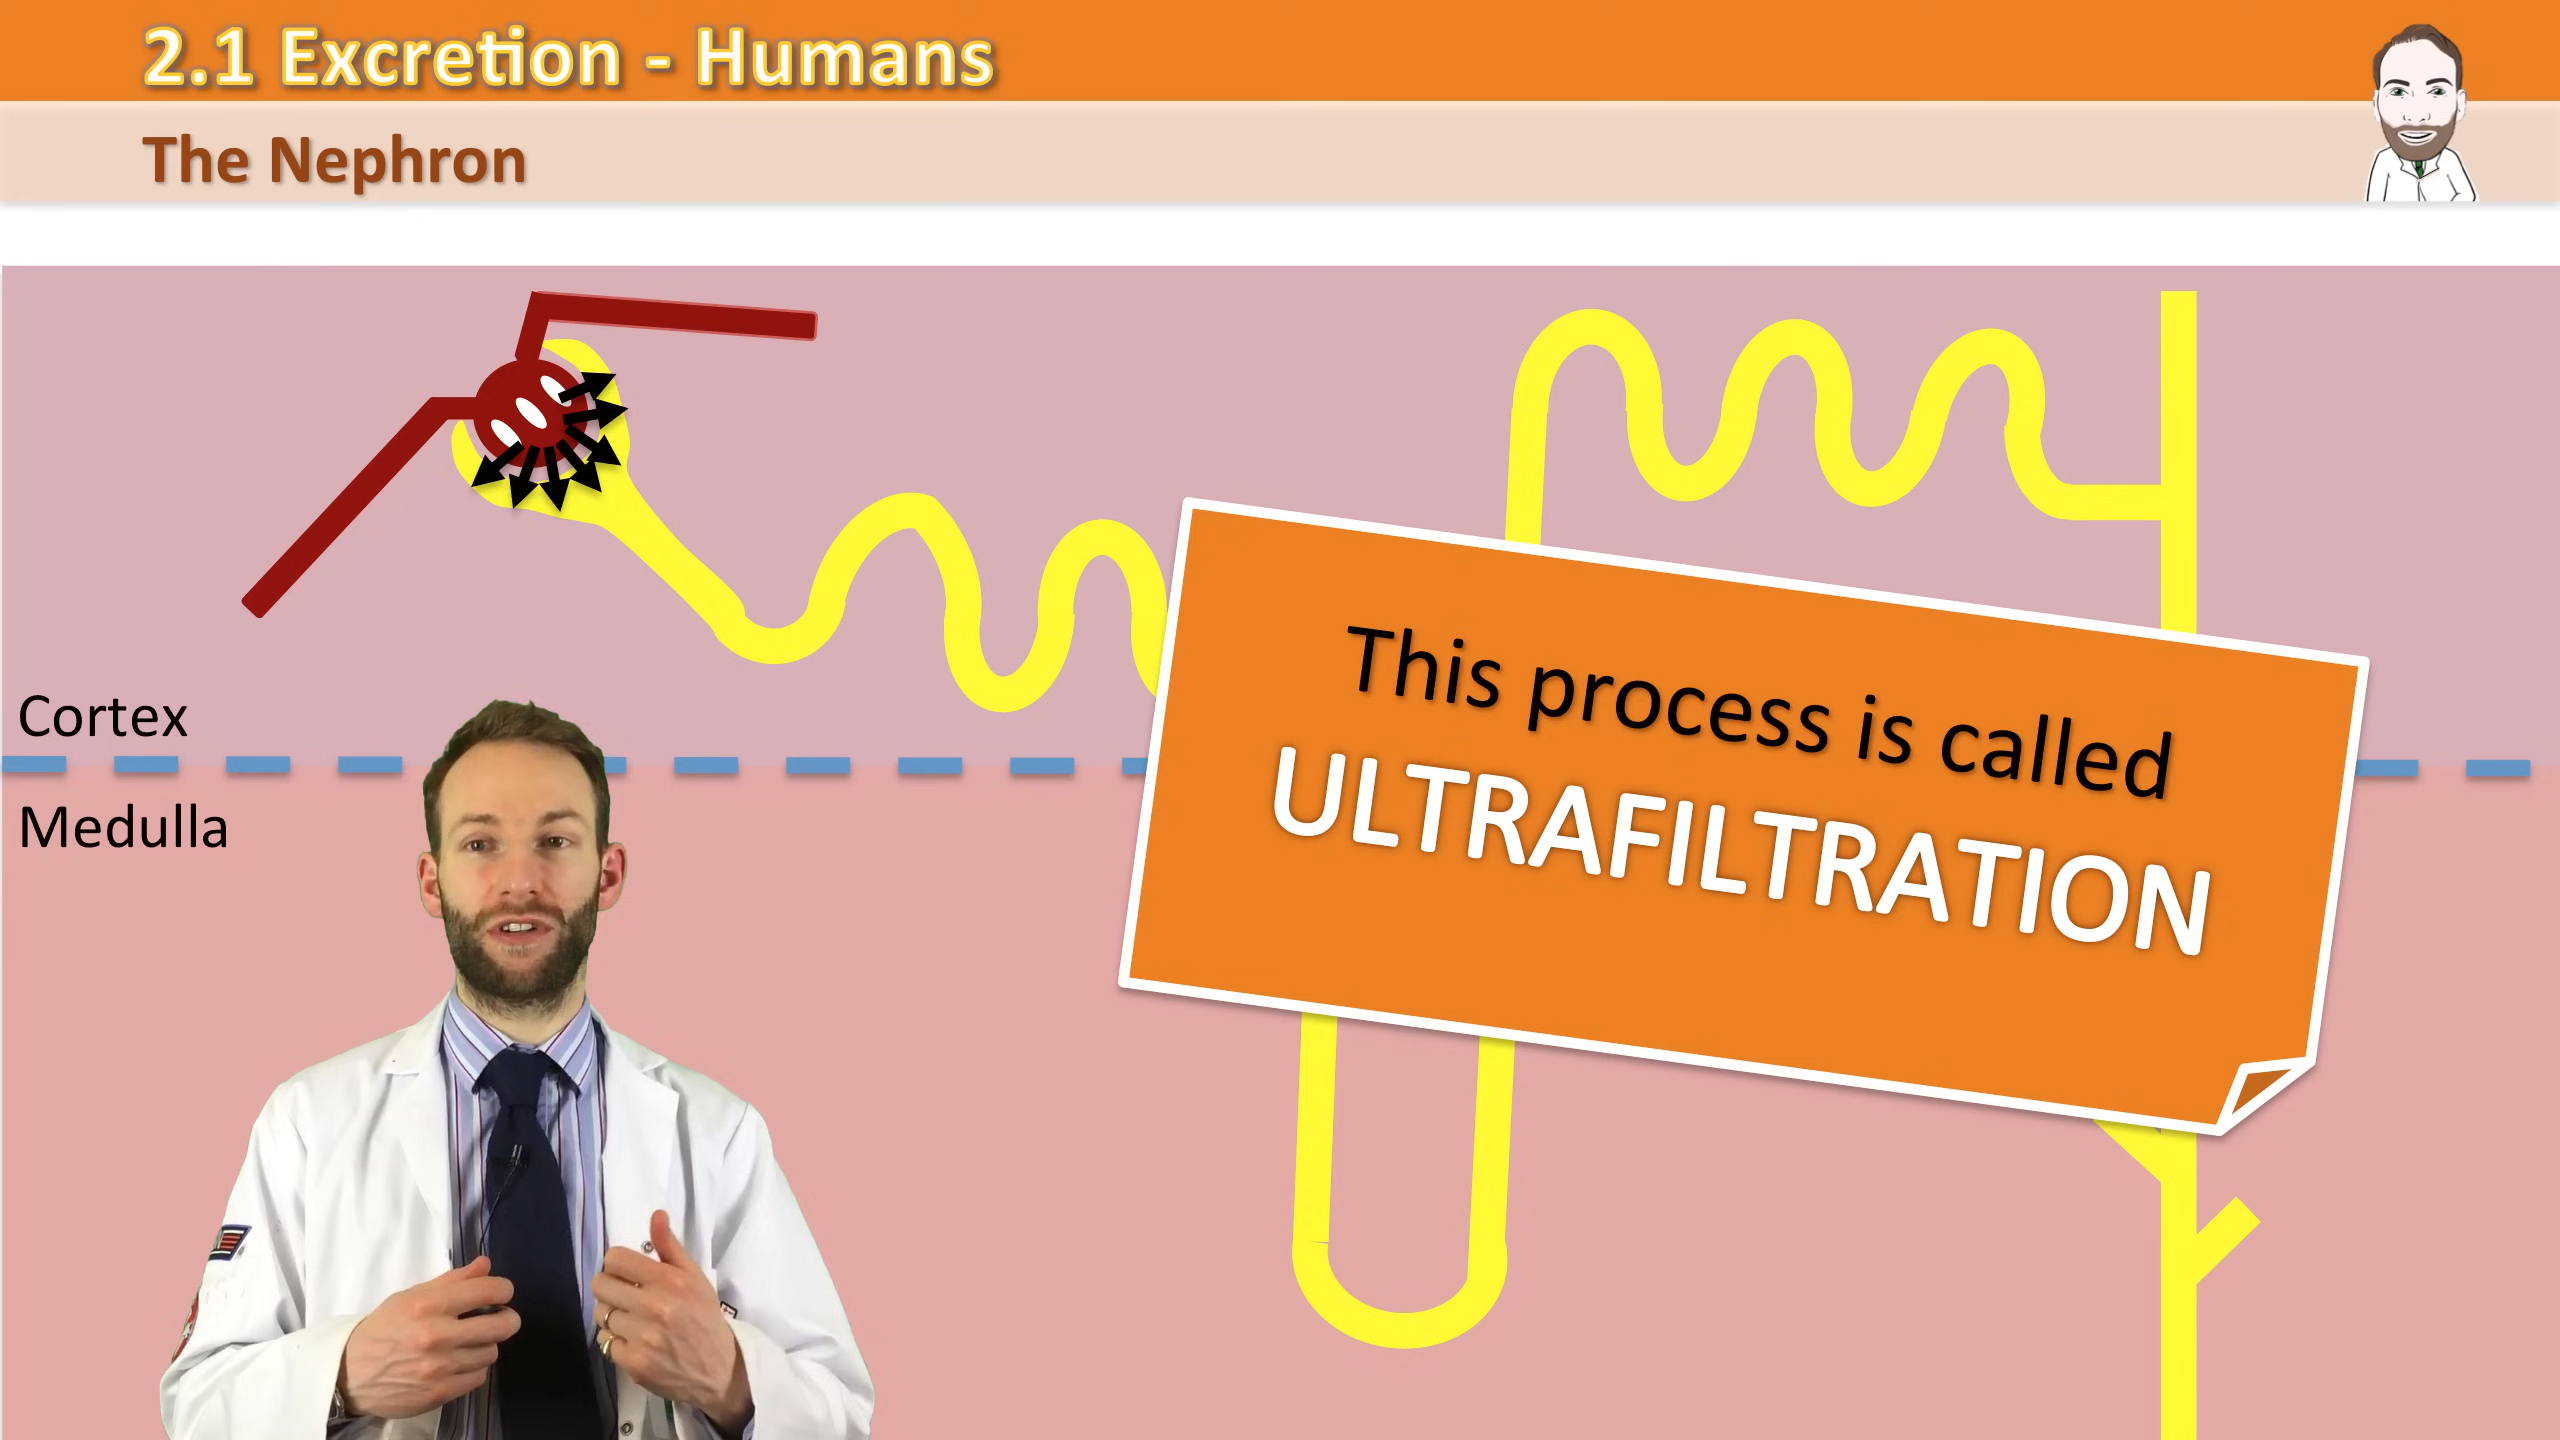 2.1 Excretion - Humans
The Nephron
Cortex
Medulla
This process is called
ULTRAFILTRATION